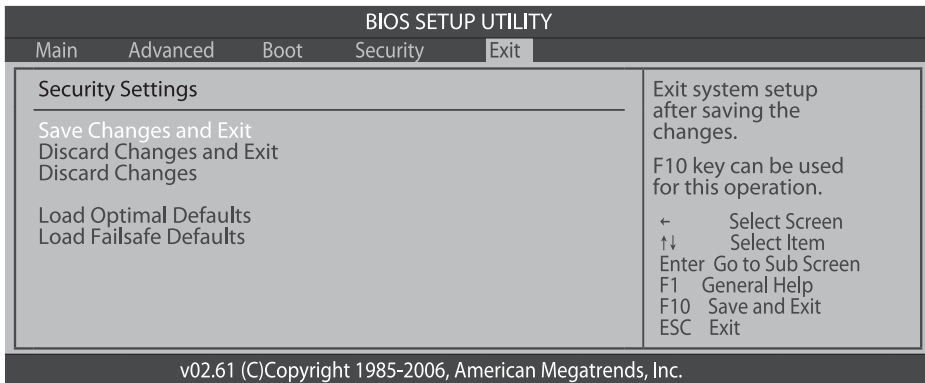 BIOS SETUP UTILITY
Main Advanced Boot Security Exit
Security Settings
Save Changes and Exit
Discard Changes and Exit
Discard Changes
Load Optimal Defaults
Load Failsafe Defaults
Exit system setup
after saving the
changes.
F10 key can be used
for this operation.
← Select Screen
↑↓ Select Item
Enter Go to Sub Screen
F1 General Help
F10 Save and Exit
ESC Exit
v02.61 (C)Copyright 1985-2006, American Megatrends, Inc.